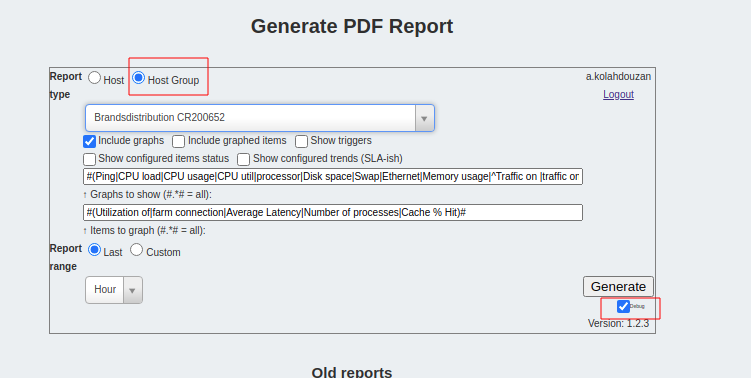 Generate PDF Report
Report type Host Host Group a.kolahdouzan
Logout
Brandsdistribution CR200652
Include graphs Include graphed items Show triggers
Show configured items status Show configured trends (SLA-ish)
#(Ping|CPU load|CPU usage|CPU util|processor|Disk space|Swap|Ethernet|Memory usage|^Traffic on |traffic or
↑ Graphs to show (#.*# = all):
#(Utilization of|farm connection|Average Latency|Number of processes|Cache % Hit)#
↑ Items to graph (#.*# = all):
Report range Last Custom
Hour Generate
Debug
Version: 1.2.3
Old reports